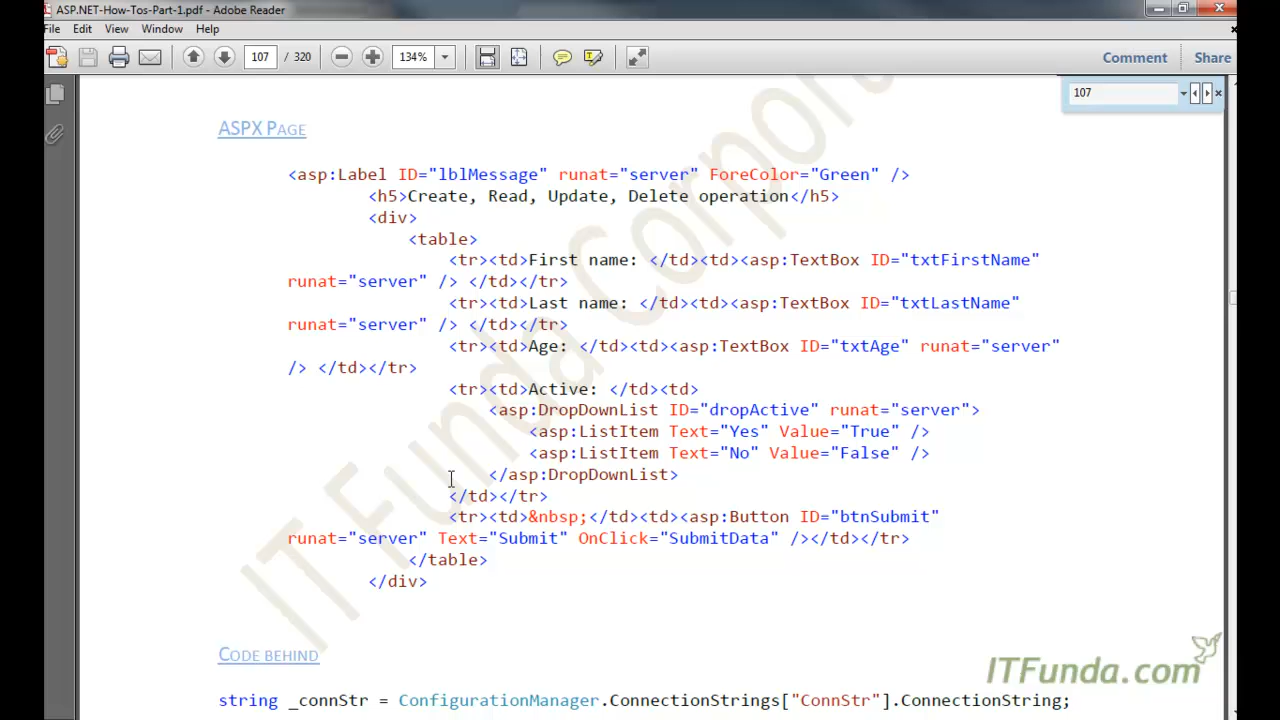 ASP.NET-How-Tos-Part-1.pdf - Adobe Reader
File Edit View Window Help
107 / 320 134% Comment Share
107
ASPX PAGE
<asp:Label ID="lblMessage" runat="server" ForeColor="Green" />
<h5>Create, Read, Update, Delete operation</h5>
<div>
<table>
<tr><td>First name: </td><td><asp:TextBox ID="txtFirstName"
runat="server" /> </td></tr>
<tr><td>Last name: </td><td><asp:TextBox ID="txtLastName"
runat="server" /> </td></tr>
<tr><td>Age: </td><td><asp:TextBox ID="txtAge" runat="server"
/> </td></tr>
<tr><td>Active: </td><td>
<asp:DropDownList ID="dropActive" runat="server">
<asp:ListItem Text="Yes" Value="True" />
<asp:ListItem Text="No" Value="False" />
</asp:DropDownList>
</td></tr>
<tr><td>&nbsp;</td><td><asp:Button ID="btnSubmit"
runat="server" Text="Submit" OnClick="SubmitData" /></td></tr>
</table>
</div>
IT Funda Corpora
CODE BEHIND
ITFunda.com
string _connStr = ConfigurationManager.ConnectionStrings["ConnStr"].ConnectionString;